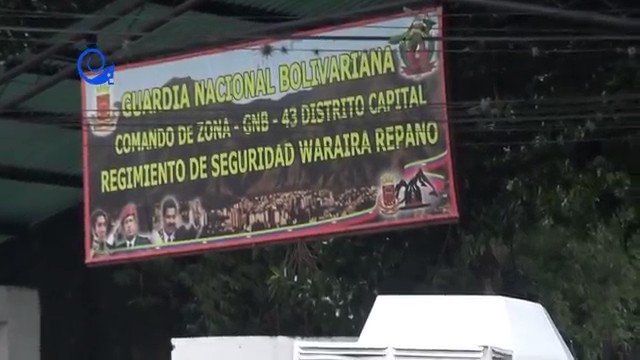 GUARDIA NACIONAL BOLIVARIANA
COMANDO DE ZONA - GNB - 43 DISTRITO CAPITAL
REGIMIENTO DE SEGURIDAD WARAIRA REPANO